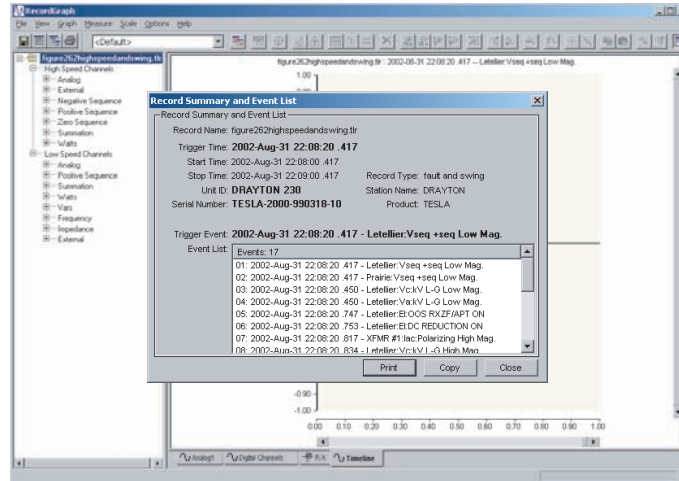 RecordGraph
File View Graph Measure Scale Options Help
<Default>
figure262highspeedandswing.tlr
High Speed Channels
Analog
External
Negative Sequence
Positive Sequence
Zero Sequence
Summation
Watts
Low Speed Channels
Analog
Positive Sequence
Summation
Watts
Vars
Frequency
Impedance
External
figure262highspeedandswing.tlr : 2002-08-31 22:08:20 .417 -- Letellier:Vseq +seq Low Mag.
1.00
Record Summary and Event List
Record Summary and Event List
Record Name: figure262highspeedandswing.tlr
Trigger Time: 2002-Aug-31 22:08:20 .417
Start Time: 2002-Aug-31 22:08:00 .417
Stop Time: 2002-Aug-31 22:09:00 .417 Record Type: fault and swing
Unit ID: DRAYTON 230 Station Name: DRAYTON
Serial Number: TESLA-2000-990318-10 Product: TESLA
Trigger Event: 2002-Aug-31 22:08:20 .417 - Letellier:Vseq +seq Low Mag.
Event List: Events: 17
01: 2002-Aug-31 22:08:20 .417 - Letellier:Vseq +seq Low Mag.
02: 2002-Aug-31 22:08:20 .417 - Prairie:Vseq +seq Low Mag.
03: 2002-Aug-31 22:08:20 .450 - Letellier:Vc:kV L-G Low Mag.
04: 2002-Aug-31 22:08:20 .450 - Letellier:Va:kV L-G Low Mag.
05: 2002-Aug-31 22:08:20 .747 - Letellier:EI:OOS RXZF/APT ON
06: 2002-Aug-31 22:08:20 .753 - Letellier:EI:DC REDUCTION ON
07: 2002-Aug-31 22:08:20 .817 - XFMR #1:Iac:Polarizing High Mag.
08: 2002-Aug-31 22:08:20 .834 - Letellier:Vc:kV L-G High Mag.
Print Copy Close
-0.90
-1.00
0.00 0.10 0.20 0.30 0.40 0.50 0.60 0.70 0.80 0.90 1.00
Analog1 Digital Channels R-X Timeline